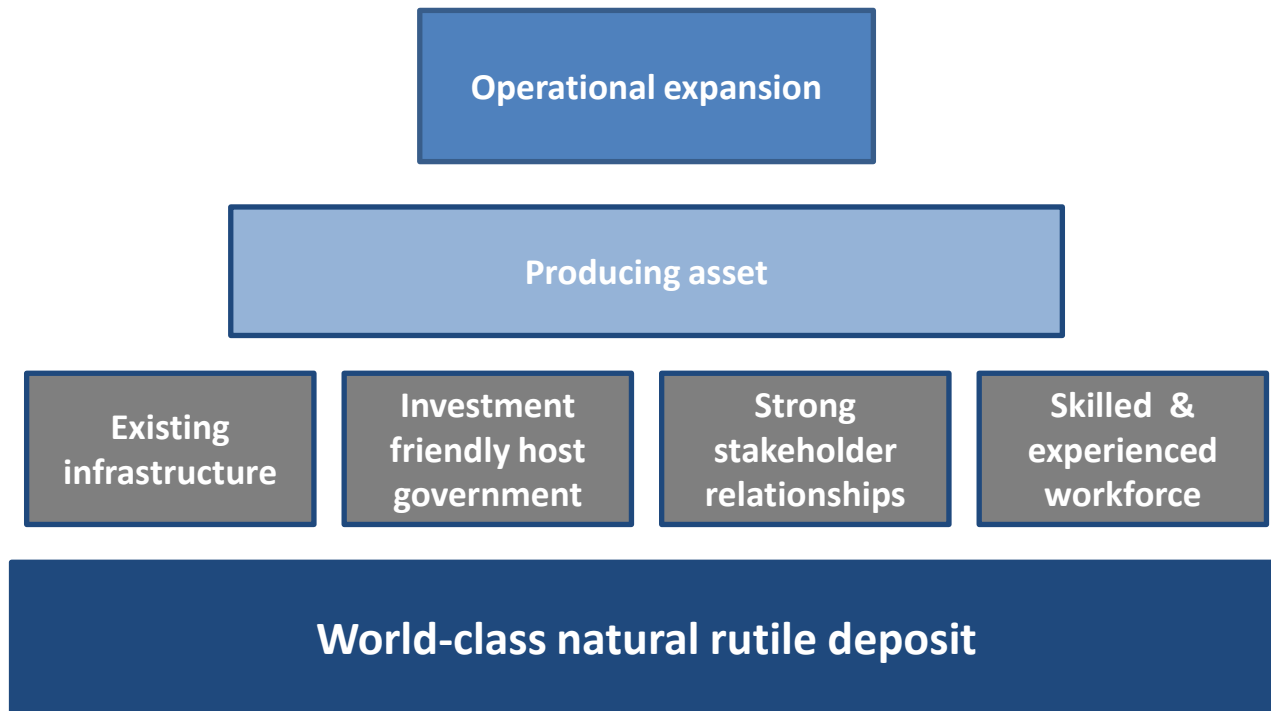 Operational expansion
Producing asset
Existing
infrastructure
Investment
friendly host
government
Strong
stakeholder
relationships
Skilled  &
experienced
workforce
World-class natural rutile deposit